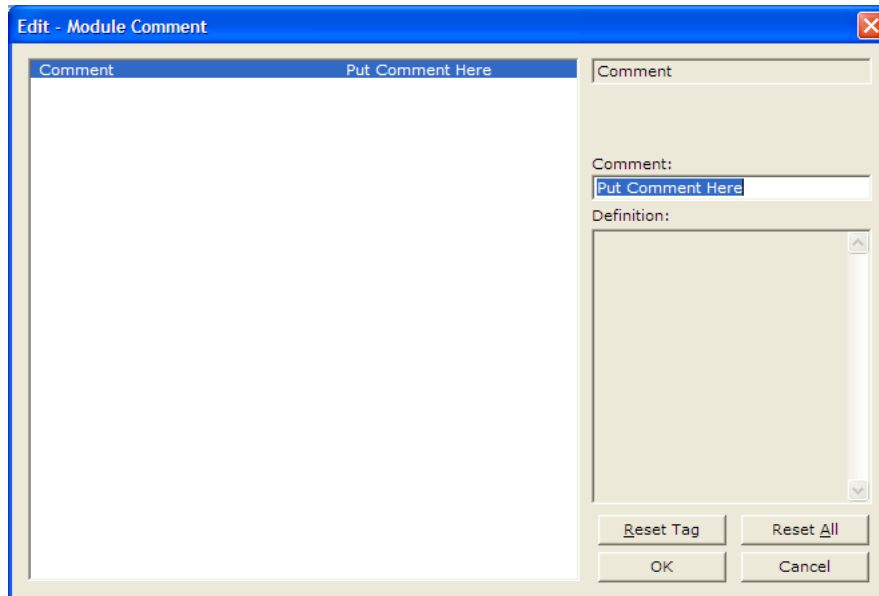 Edit - Module Comment
Comment Put Comment Here
Comment
Comment:
Put Comment Here
Definition:
Reset Tag Reset All
OK Cancel